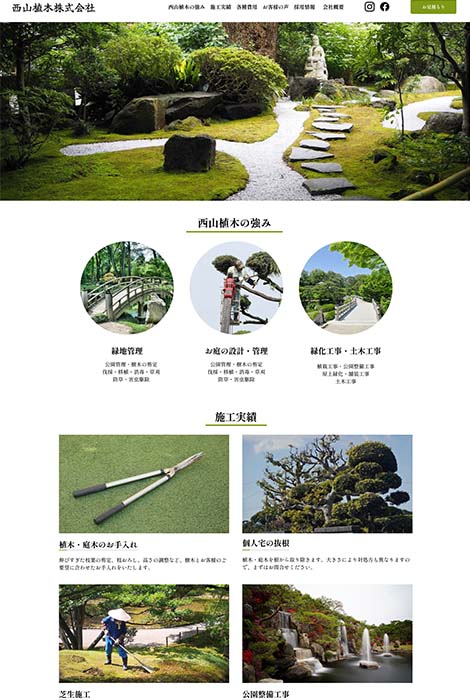 西山植木株式会社
西山植木の強み 施工実績 各種費用 お客様の声 採用情報 会社概要
お見積もり
西山植木の強み
緑地管理
公園管理・樹木の剪定
伐採・移植・消毒・草刈
除草・害虫駆除
お庭の設計・管理
公園管理・樹木の剪定
伐採・移植・消毒・草刈
除草・害虫駆除
緑化工事・土木工事
植栽工事・公園整備工事
屋上緑化・舗装工事
土木工事
施工実績
植木・庭木のお手入れ
伸びすぎた枝葉の剪定、枝おろし、高さの調整など、樹木とお客様のご
要望に合わせたお手入れをいたします。
個人宅の抜根
植木・庭木を根から取り除きます。大きさにより対処方も異なりますの
で、まずはお問合せください。
芝生施工
公園整備工事